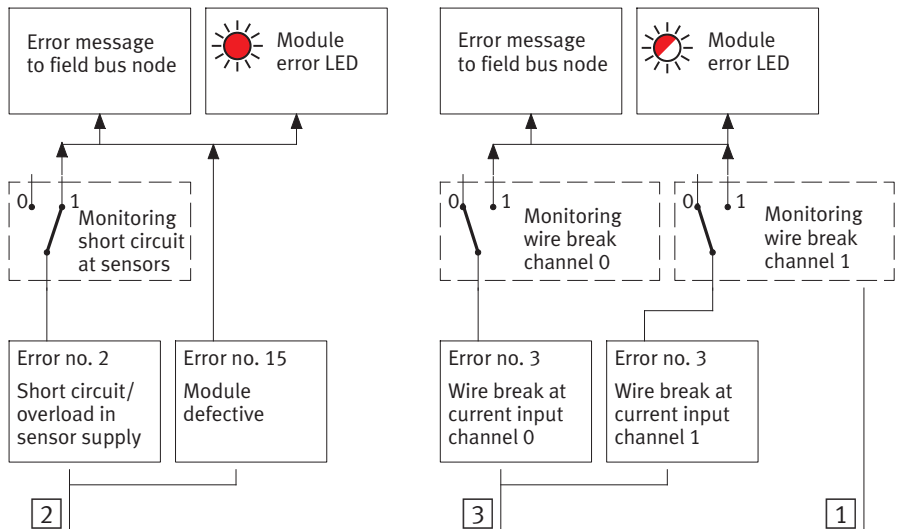 Error message
to field bus node
Module
error LED
Error message
to field bus node
Module
error LED
0
1
Monitoring
short circuit
at sensors
0
1
Monitoring
wire break
channel 0
0
1
Monitoring
wire break
channel 1
Error no. 2
Short circuit/
overload in
sensor supply
Error no. 15
Module
defective
Error no. 3
Wire break at
current input
channel 0
Error no. 3
Wire break at
current input
channel 1
2
3
1